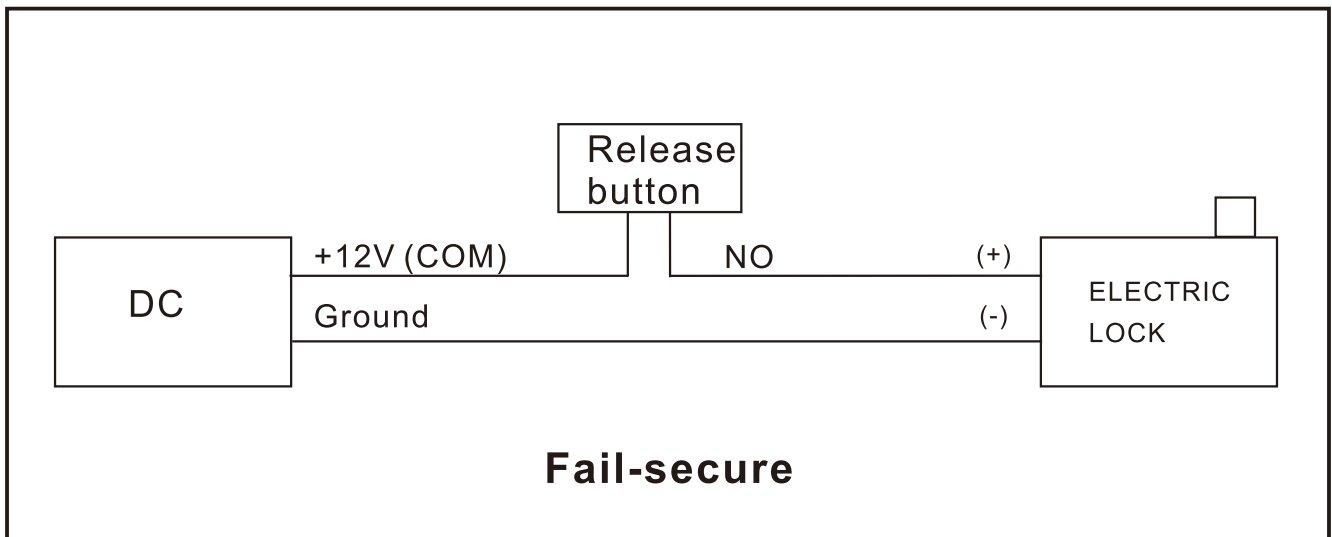 Release
button
+12V (COM)
NO
(+)
DC
Ground
(-)
ELECTRIC
LOCK
Fail-secure